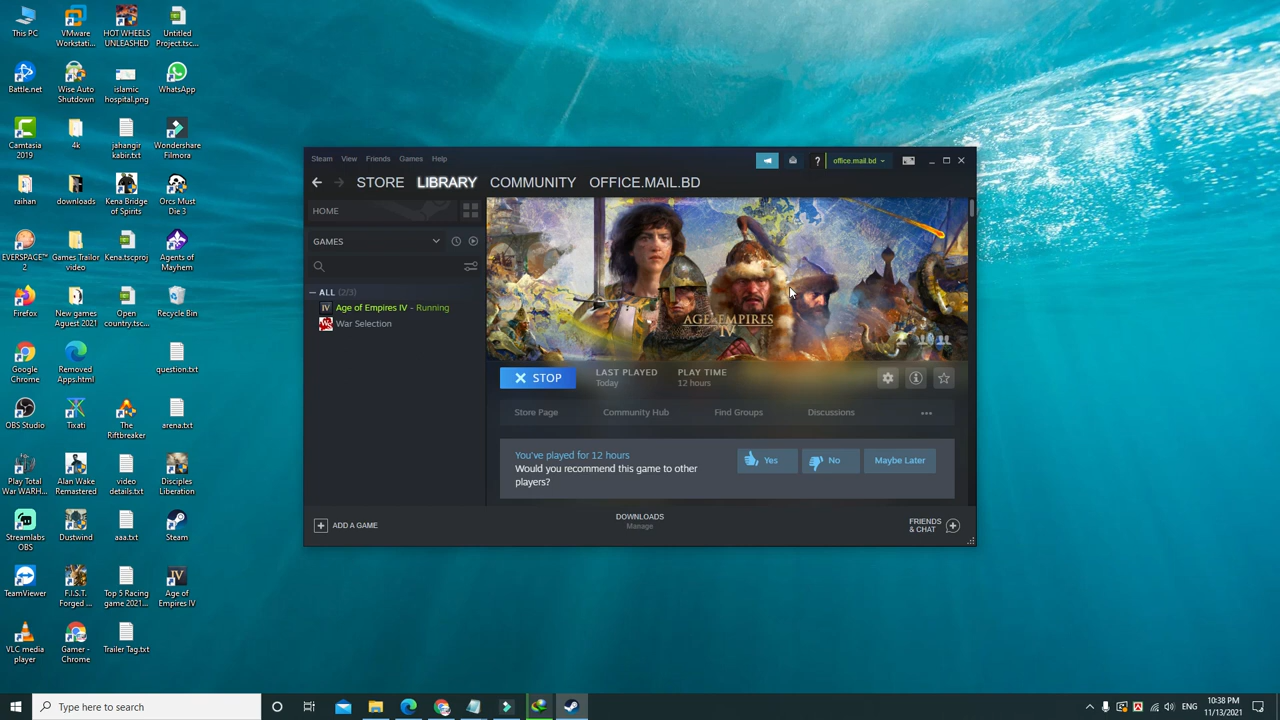 This PC
VMware
Workstati...
HOT WHEELS
UNLEASHED
Untitled
Project.tsc...
Battle.net
Wise Auto
Shutdown
islamic
hospital.png
WhatsApp
Camtasia
2019
4k
jahangir
kabir.txt
Wondershare
Filmora
raihan
downloads
Kena Bridge
of Spirits
Orcs Must
Die 3
EVERSPACE™
2
Games Trailor
video
Kena.tscproj
Agents of
Mayhem
Firefox
New games
Aguest 2021
Open
country.tsc...
Recycle Bin
Google
Chrome
Removed
Apps.html
question.txt
OBS Studio
Tixati
The
Riftbreaker
arena.txt
Play Total
War WARH...
Alan Wake
Remastered
video
details.txt
Disciples
Liberation
Streamlabs
OBS
Dustwind
aaa.txt
Steam
TeamViewer
F.I.S.T.
Forged ...
Top 5 Racing
game 2021...
Age of
Empires IV
VLC media
player
Gamer -
Chrome
Trailer Tag.txt
Steam View Friends Games Help
? office.mail.bd
STORE LIBRARY COMMUNITY OFFICE.MAIL.BD
HOME
GAMES
ALL (2/3)
IV Age of Empires IV - Running
War Selection
AGE OF EMPIRES
IV
STOP
LAST PLAYED
Today
PLAY TIME
12 hours
Store Page Community Hub Find Groups Discussions ...
You've played for 12 hours
Would you recommend this game to other
players?
Yes No Maybe Later
ADD A GAME
DOWNLOADS
Manage
FRIENDS
& CHAT
Type here to search
ENG
10:38 PM
11/13/2021